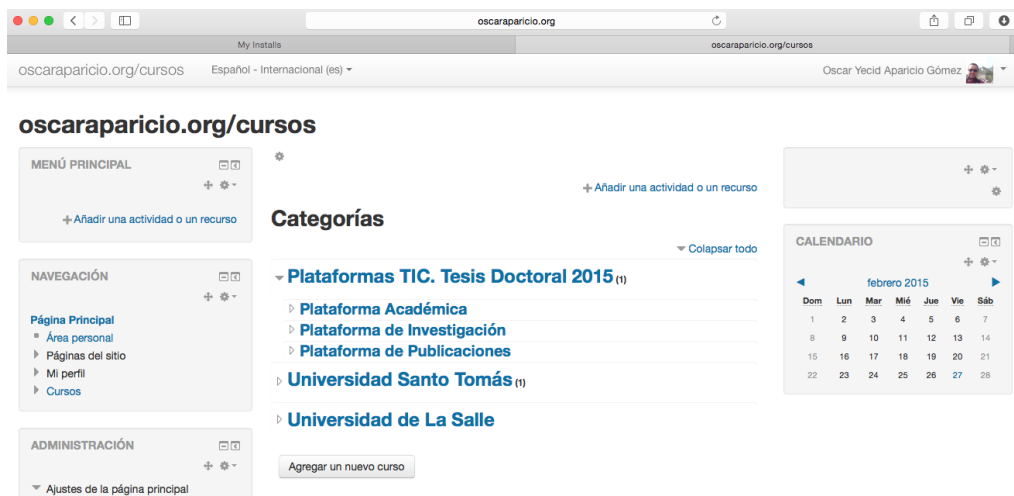 oscaraparicio.org
My Installs
oscaraparicio.org/cursos
oscaraparicio.org/cursos
Español - Internacional (es)
Oscar Yecid Aparicio Gómez
oscaraparicio.org/cursos
MENÚ PRINCIPAL
Añadir una actividad o un recurso
NAVEGACIÓN
Página Principal
Área personal
Páginas del sitio
Mi perfil
Cursos
ADMINISTRACIÓN
Ajustes de la página principal
Añadir una actividad o un recurso
Categorías
Colapsar todo
Plataformas TIC. Tesis Doctoral 2015 (1)
Plataforma Académica
Plataforma de Investigación
Plataforma de Publicaciones
Universidad Santo Tomás (1)
Universidad de La Salle
Agregar un nuevo curso
CALENDARIO
febrero 2015
Dom Lun Mar Mié Jue Vie Sáb
1 2 3 4 5 6 7
8 9 10 11 12 13 14
15 16 17 18 19 20 21
22 23 24 25 26 27 28